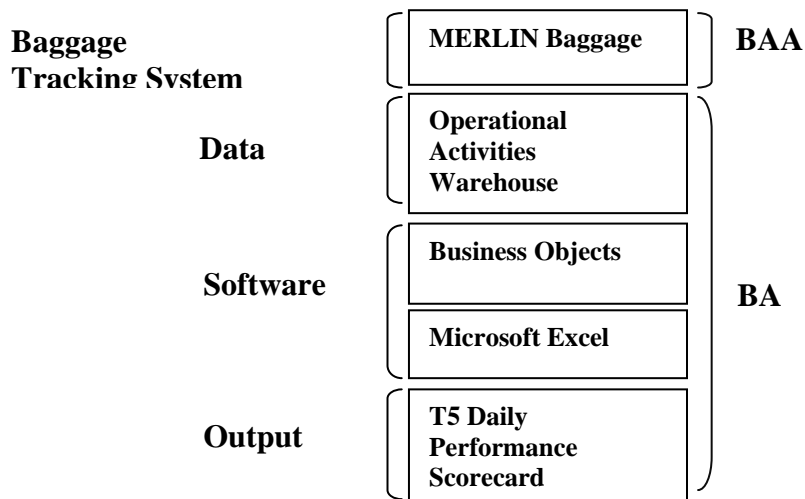 Baggage
Tracking System
MERLIN Baggage
BAA
Data
Operational
Activities
Warehouse
Software
Business Objects
Microsoft Excel
BA
Output
T5 Daily
Performance
Scorecard